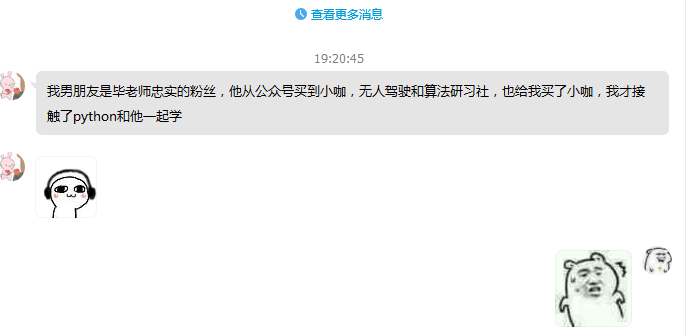 查看更多消息
19:20:45
我男朋友是毕老师忠实的粉丝，他从公众号买到小咖，无人驾驶和算法研习社，也给我买了小咖，我才接
触了python和他一起学